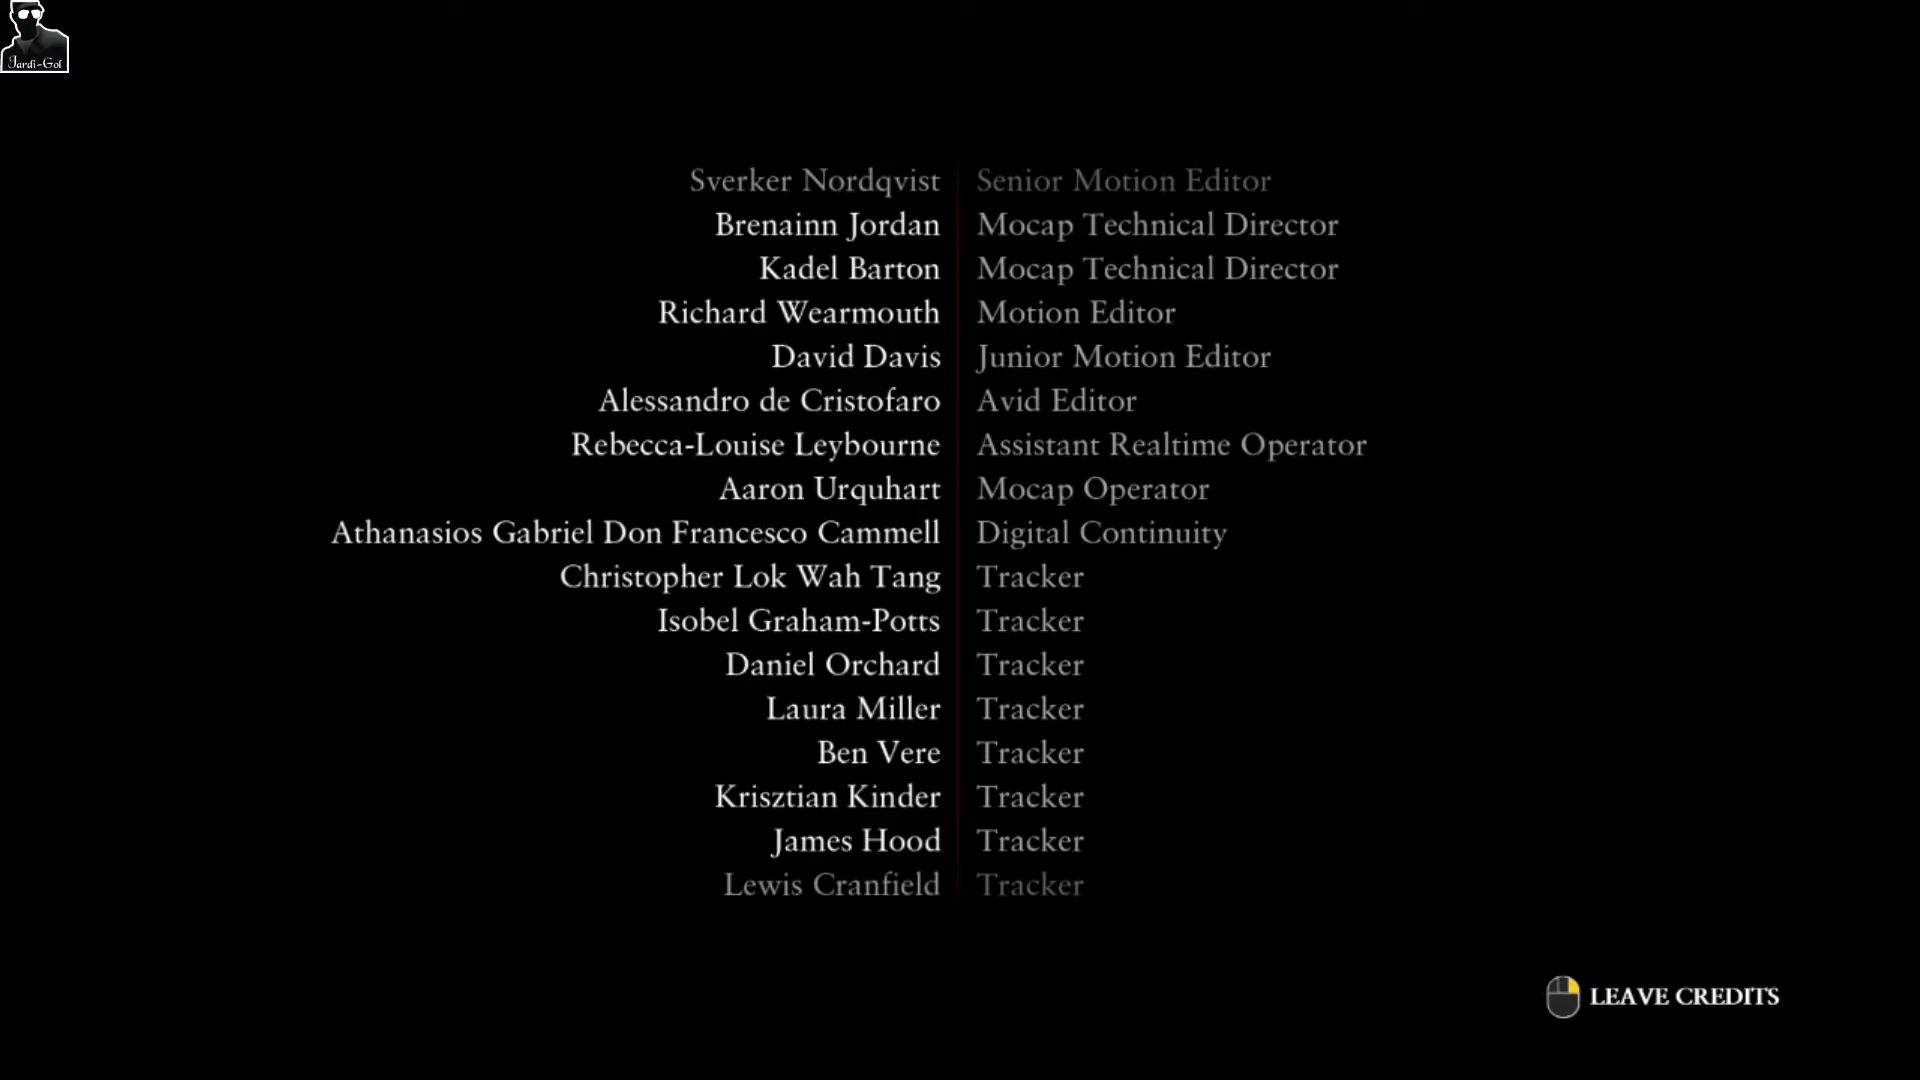 Jardi-Gol
Sverker Nordqvist Senior Motion Editor
Brenainn Jordan Mocap Technical Director
Kadel Barton Mocap Technical Director
Richard Wearmouth Motion Editor
David Davis Junior Motion Editor
Alessandro de Cristofaro Avid Editor
Rebecca-Louise Leybourne Assistant Realtime Operator
Aaron Urquhart Mocap Operator
Athanasios Gabriel Don Francesco Cammell Digital Continuity
Christopher Lok Wah Tang Tracker
Isobel Graham-Potts Tracker
Daniel Orchard Tracker
Laura Miller Tracker
Ben Vere Tracker
Krisztian Kinder Tracker
James Hood Tracker
Lewis Cranfield Tracker
LEAVE CREDITS